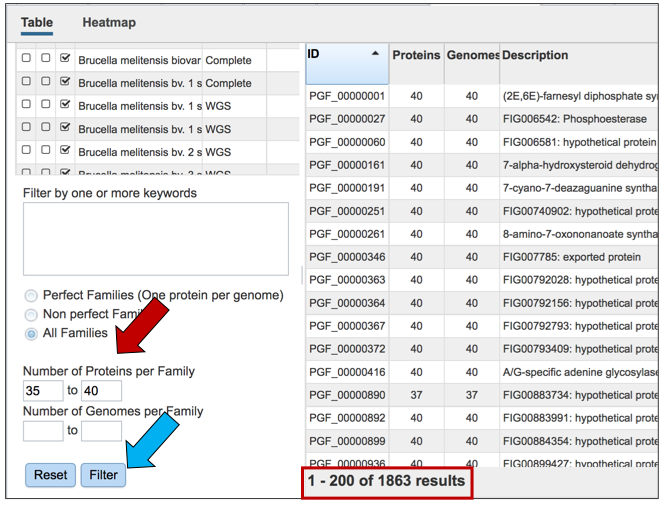 Table Heatmap
Brucella melitensis biovar Complete
Brucella melitensis bv. 1 s Complete
Brucella melitensis bv. 1 s WGS
Brucella melitensis bv. 1 s WGS
Brucella melitensis bv. 2 s WGS
Brucella melitensis bv. 3 s WGS
Filter by one or more keywords
Perfect Families (One protein per genome)
Non perfect Famil
All Families
Number of Proteins per Family
35 to 40
Number of Genomes per Family
to
Reset Filter
ID Proteins Genomes Description
PGF_00000001 40 40 (2E,6E)-farnesyl diphosphate sy
PGF_00000027 40 40 FIG006542: Phosphoesterase
PGF_00000060 40 40 FIG006581: hypothetical protein
PGF_00000161 40 40 7-alpha-hydroxysteroid dehydrog
PGF_00000191 40 40 7-cyano-7-deazaguanine syntha
PGF_00000251 40 40 FIG00740902: hypothetical prote
PGF_00000261 40 40 8-amino-7-oxononanoate syntha
PGF_00000346 40 40 FIG007785: exported protein
PGF_00000363 40 40 FIG00792028: hypothetical prote
PGF_00000364 40 40 FIG00792156: hypothetical prote
PGF_00000367 40 40 FIG00792793: hypothetical prote
PGF_00000372 40 40 FIG00793409: hypothetical prote
PGF_00000416 40 40 A/G-specific adenine glycosylase
PGF_00000890 37 37 FIG00883734: hypothetical prote
PGF_00000892 40 40 FIG00883991: hypothetical prote
PGF_00000899 40 40 FIG00884354: hypothetical prote
PGF_00000936 40 40 FIG00899427: hypothetical prote
1 - 200 of 1863 results